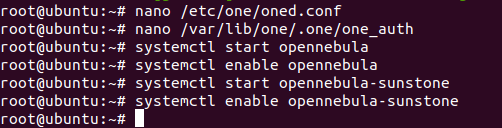 root@ubuntu:~# nano /etc/one/oned.conf
root@ubuntu:~# nano /var/lib/one/.one/one_auth
root@ubuntu:~# systemctl start opennebula
root@ubuntu:~# systemctl enable opennebula
root@ubuntu:~# systemctl start opennebula-sunstone
root@ubuntu:~# systemctl enable opennebula-sunstone
root@ubuntu:~#